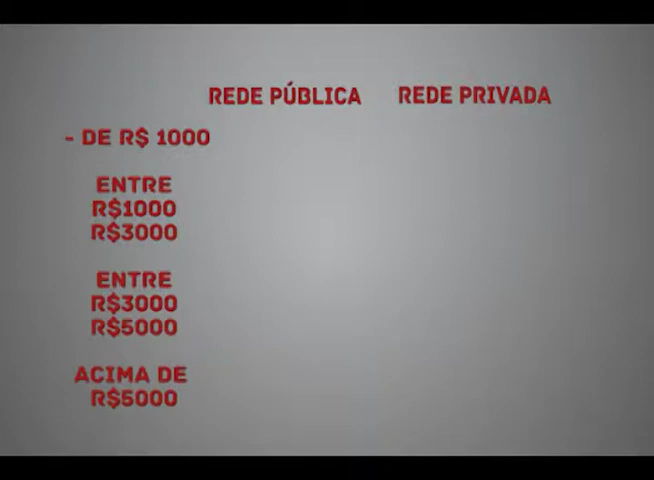 REDE PÚBLICA REDE PRIVADA
- DE R$ 1000
ENTRE
R$1000
R$3000
ENTRE
R$3000
R$5000
ACIMA DE
R$5000